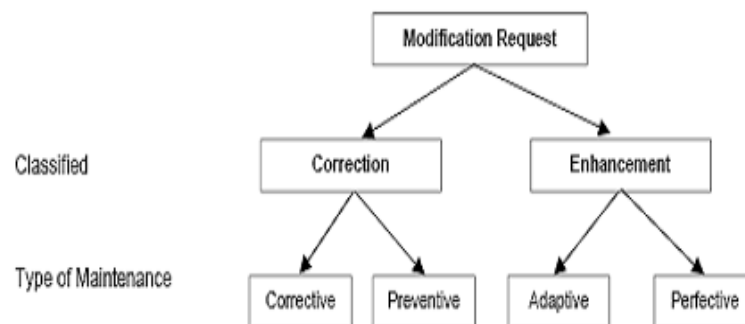 Modification Request
Classified
Correction
Enhancement
Type of Maintenance
Corrective
Preventive
Adaptive
Perfective